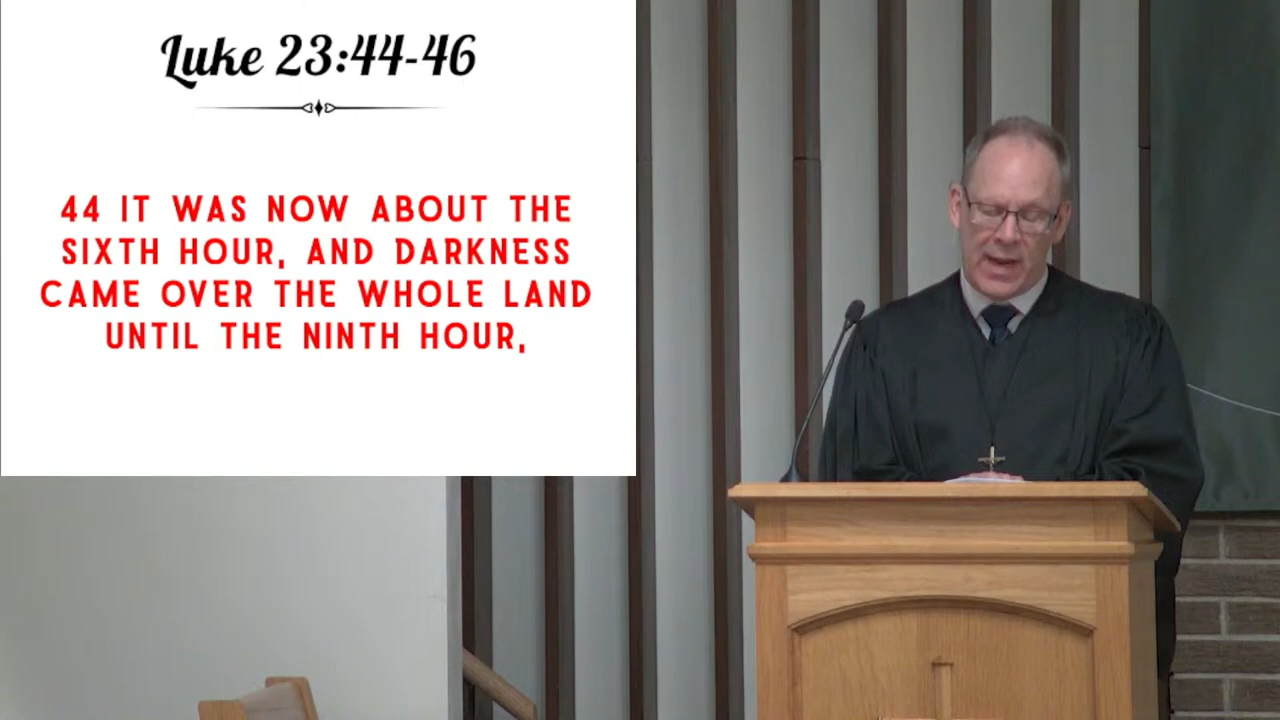 Luke 23:44-46
44 IT WAS NOW ABOUT THE
SIXTH HOUR, AND DARKNESS
CAME OVER THE WHOLE LAND
UNTIL THE NINTH HOUR,